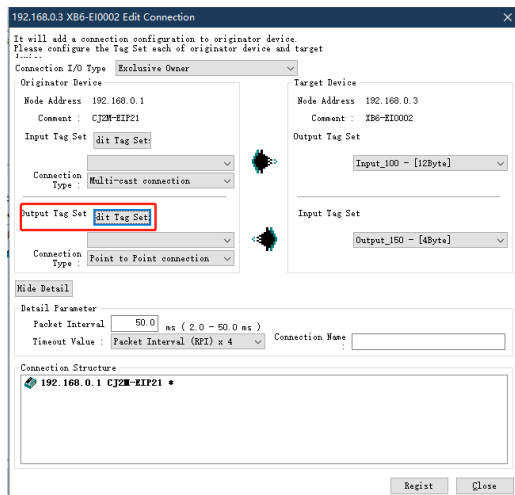 192.168.0.3 XB6-EI0002 Edit Connection
It will add a connection configuration to originator device.
Please configure the Tag Set each of originator device and target
Connection I/O Type Exclusive Owner
Originator Device
Node Address 192.168.0.1
Comment : CJ2M-EIP21
Input Tag Set dit Tag Set:
Connection Type : Multi-cast connection
Output Tag Set dit Tag Set:
Connection Type : Point to Point connection
Target Device
Node Address 192.168.0.3
Comment : XB6-EI0002
Output Tag Set
Input_100 - [12Byte]
Input Tag Set
Output_150 - [4Byte]
Hide Detail
Detail Parameter
Packet Interval 50.0 ms ( 2.0 - 50.0 ms )
Timeout Value : Packet Interval (RPI) x 4
Connection Name :
Connection Structure
192.168.0.1 CJ2M-EIP21 *
Regist Close